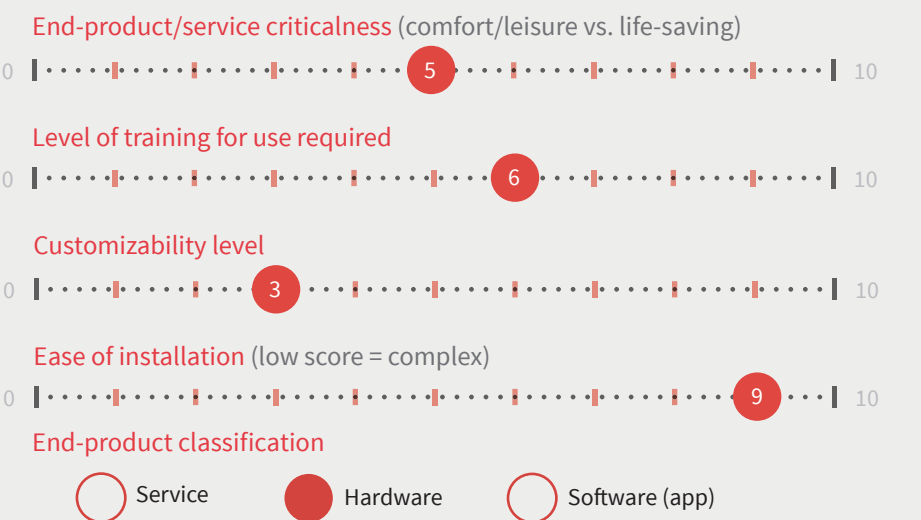 End-product/service criticalness (comfort/leisure vs. life-saving)
0 5 10
Level of training for use required
0 6 10
Customizability level
0 3 10
Ease of installation (low score = complex)
0 9 10
End-product classification
Service Hardware Software (app)